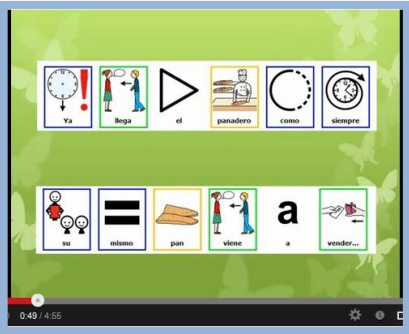 Ya llega el panadero como siempre
a
su mismo pan viene a vender...
0:49 / 4:55